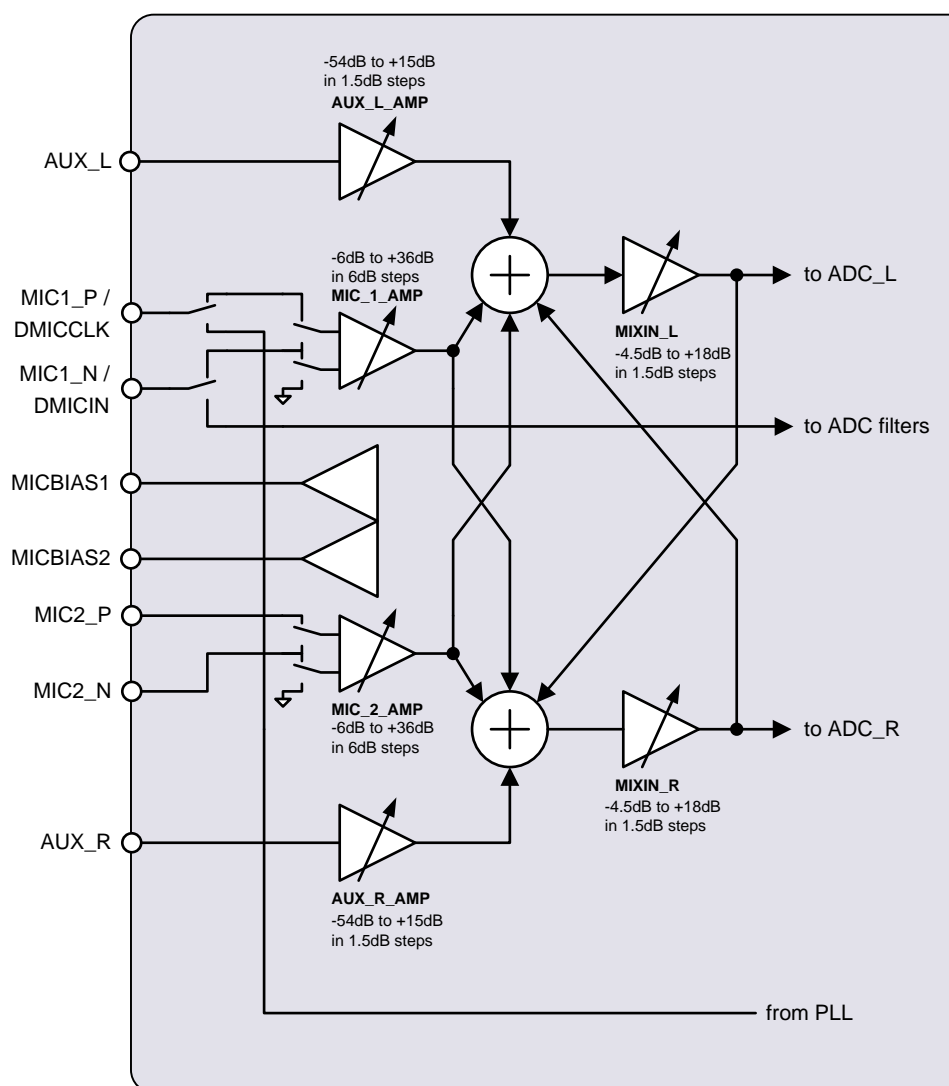 -54dB to +15dB
in 1.5dB steps
AUX_L_AMP
AUX_L
-6dB to +36dB
in 6dB steps
MIC_1_AMP
to ADC_L
MIC1_P /
DMICCLK
MIXIN_L
-4.5dB to +18dB
in 1.5dB steps
MIC1_N /
DMICIN
to ADC filters
MICBIAS1
MICBIAS2
MIC2_P
MIC2_N
MIC_2_AMP
-6dB to +36dB
in 6dB steps
to ADC_R
MIXIN_R
-4.5dB to +18dB
in 1.5dB steps
AUX_R
AUX_R_AMP
-54dB to +15dB
in 1.5dB steps
from PLL